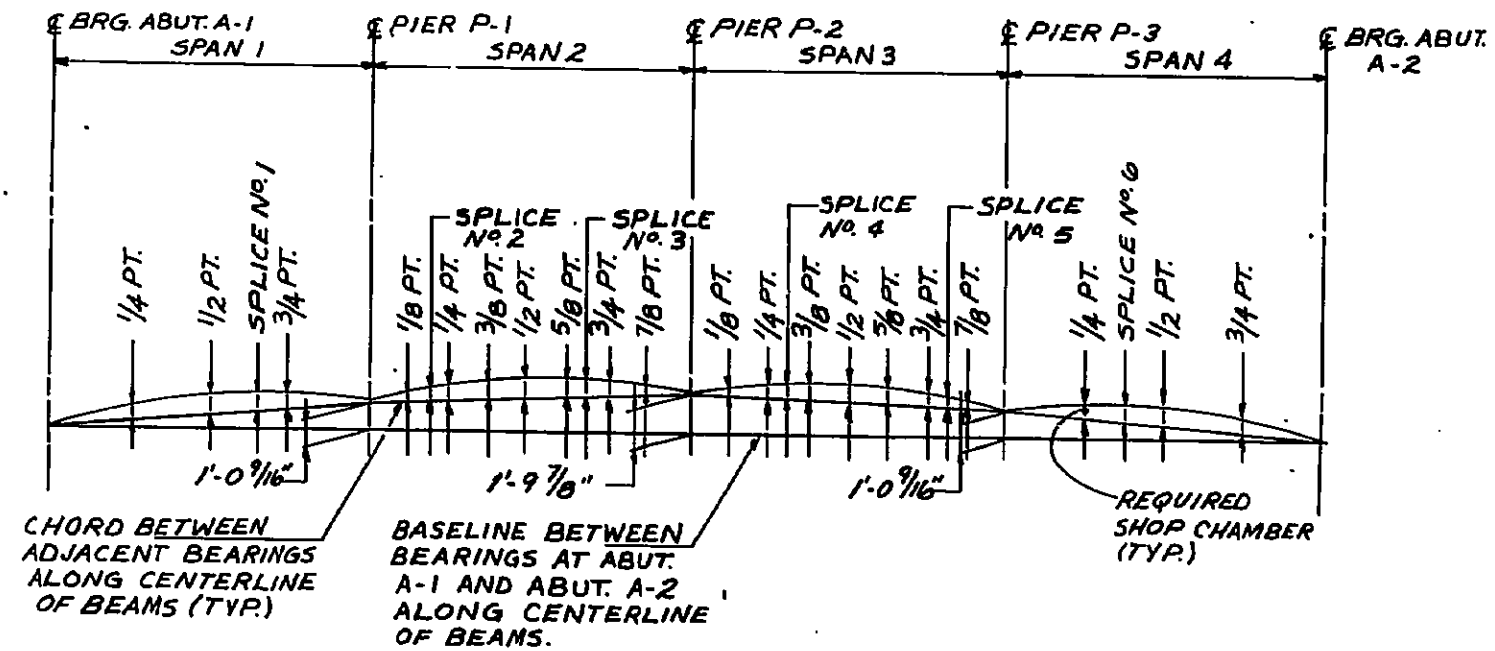 ℄ BRG. ABUT. A-1
SPAN 1
℄ PIER P-1
SPAN 2
℄ PIER P-2
SPAN 3
℄ PIER P-3
SPAN 4
℄ BRG. ABUT.
A-2
1/4 PT.
1/2 PT.
SPLICE No. 1
3/4 PT.
1/8 PT.
SPLICE
No. 2
1/4 PT.
3/8 PT.
1/2 PT.
5/8 PT.
SPLICE
No. 3
3/4 PT.
7/8 PT.
1/8 PT.
1/4 PT.
SPLICE
No. 4
3/8 PT.
1/2 PT.
5/8 PT.
3/4 PT.
SPLICE
No. 5
7/8 PT.
1/4 PT.
SPLICE No. 6
1/2 PT.
3/4 PT.
1'-0 9/16"
1'-9 7/8"
1'-0 9/16"
CHORD BETWEEN
ADJACENT BEARINGS
ALONG CENTERLINE
OF BEAMS (TYP.)
BASELINE BETWEEN
BEARINGS AT ABUT.
A-1 AND ABUT. A-2
ALONG CENTERLINE
OF BEAMS.
REQUIRED
SHOP CHAMBER
(TYP.)